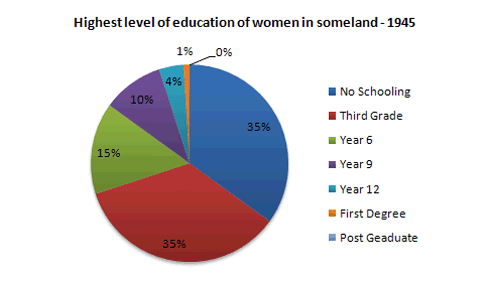 Highest level of education of women in someland - 1945
1%
0%
4%
10%
35%
15%
35%
No Schooling
Third Grade
Year 6
Year 9
Year 12
First Degree
Post Geaduate